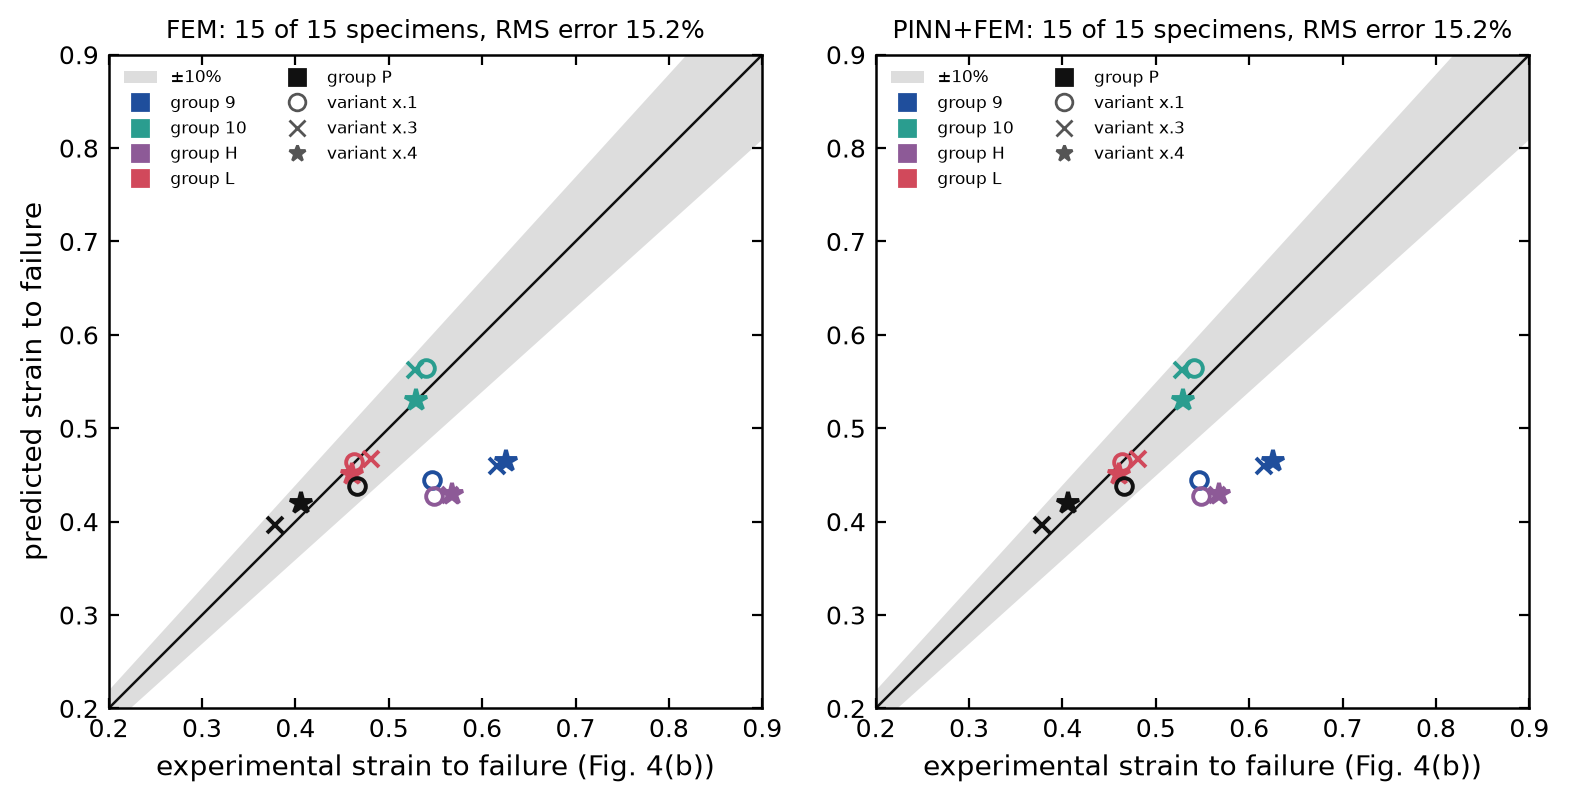 FEM: 15 of 15 specimens, RMS error 15.2%
0.9
0.8
0.7
0.6
0.5
0.4
0.3
0.2
predicted strain to failure
±10%
group 9
group 10
group H
group L
group P
variant x.1
variant x.3
variant x.4
0.2 0.3 0.4 0.5 0.6 0.7 0.8 0.9
experimental strain to failure (Fig. 4(b))
PINN+FEM: 15 of 15 specimens, RMS error 15.2%
0.9
0.8
0.7
0.6
0.5
0.4
0.3
0.2
±10%
group 9
group 10
group H
group L
group P
variant x.1
variant x.3
variant x.4
0.2 0.3 0.4 0.5 0.6 0.7 0.8 0.9
experimental strain to failure (Fig. 4(b))